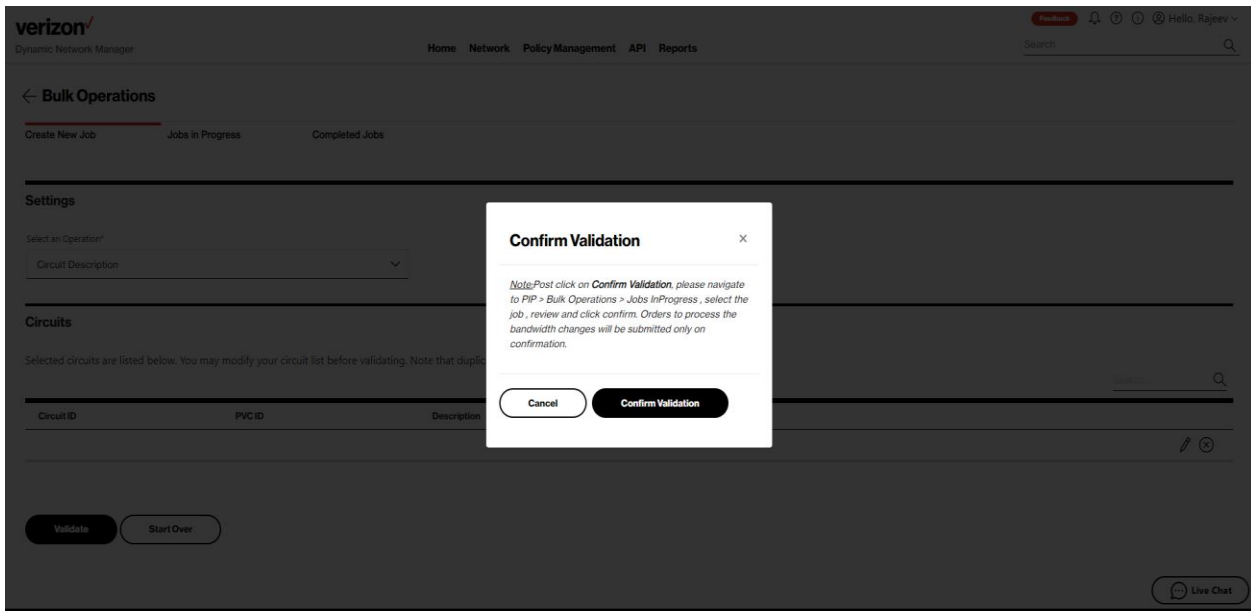 verizon
Feedback
Hello, Rajeev
Dynamic Network Manager
Home Network Policy Management API Reports
Search
Bulk Operations
Create New Job Jobs in Progress Completed Jobs
Settings
Select an Operation*
Circuit Description
Confirm Validation
Note:Post click on Confirm Validation, please navigate
to PIP > Bulk Operations > Jobs InProgress , select the
job , review and click confirm. Orders to process the
bandwidth changes will be submitted only on
confirmation.
Cancel Confirm Validation
Circuits
Selected circuits are listed below. You may modify your circuit list before validating. Note that duplic
Search
Circuit ID PVC ID Description
Validate Start Over
Live Chat